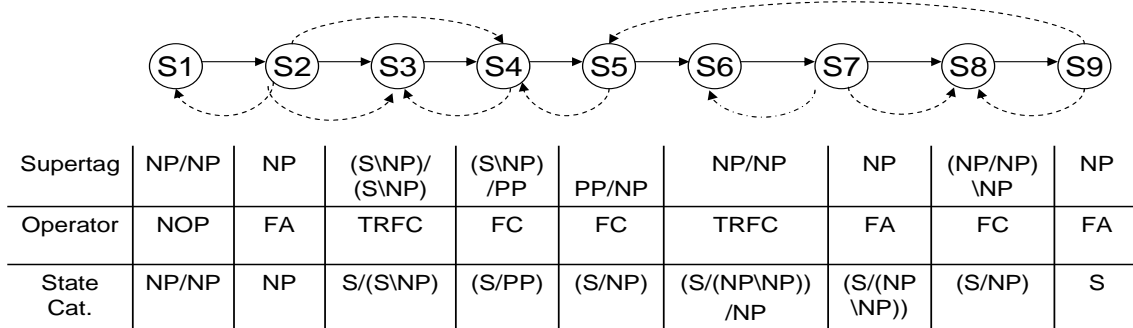 S1 S2 S3 S4 S5 S6 S7 S8 S9
Supertag NP/NP NP (S\NP)/ (S\NP) PP/NP NP/NP NP (NP/NP) NP
(S\NP) /PP \NP
Operator NOP FA TRFC FC FC TRFC FA FC FA
State NP/NP NP S/(S\NP) (S/PP) (S/NP) (S/(NP\NP)) (S/(NP (S/NP) S
Cat. /NP \NP))